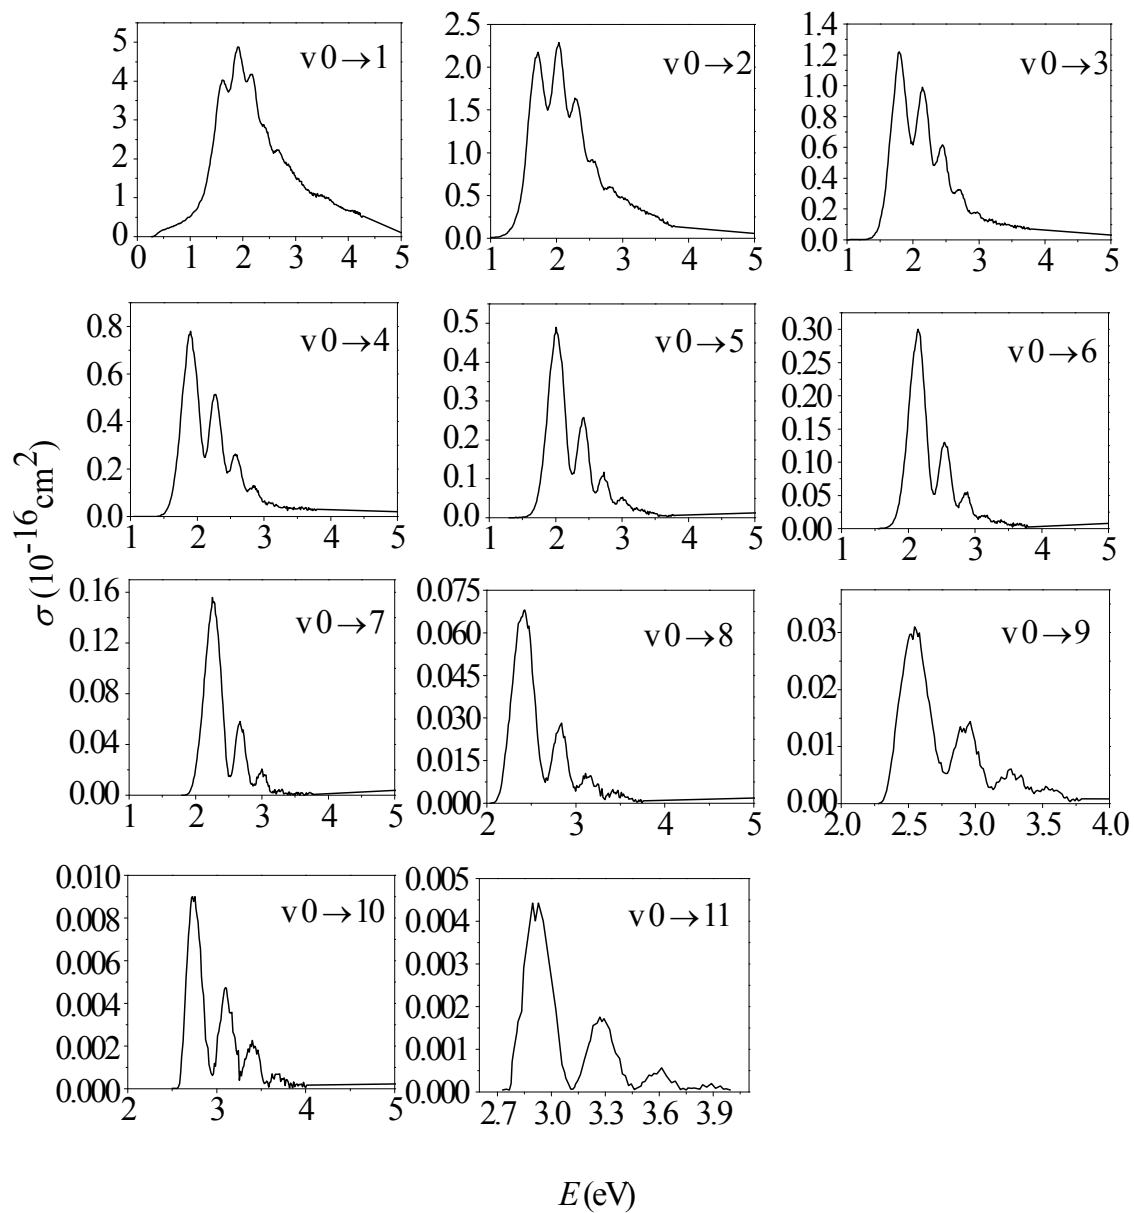 v0→1
5
4
3
2
1
0
0 1 2 3 4 5
v0→2
2.5
2.0
1.5
1.0
0.5
0.0
1 2 3 4 5
v0→3
1.4
1.2
1.0
0.8
0.6
0.4
0.2
0.0
1 2 3 4 5
v0→4
0.8
0.6
0.4
0.2
0.0
1 2 3 4 5
v0→5
0.5
0.4
0.3
0.2
0.1
0.0
1 2 3 4 5
v0→6
0.30
0.25
0.20
0.15
0.10
0.05
0.00
1 2 3 4 5
σ (10⁻¹⁶cm²)
v0→7
0.16
0.12
0.08
0.04
0.00
1 2 3 4 5
v0→8
0.075
0.060
0.045
0.030
0.015
0.000
2 3 4 5
v0→9
0.03
0.02
0.01
0.00
2.0 2.5 3.0 3.5 4.0
v0→10
0.010
0.008
0.006
0.004
0.002
0.000
2 3 4 5
v0→11
0.005
0.004
0.003
0.002
0.001
0.000
2.7 3.0 3.3 3.6 3.9
E(eV)